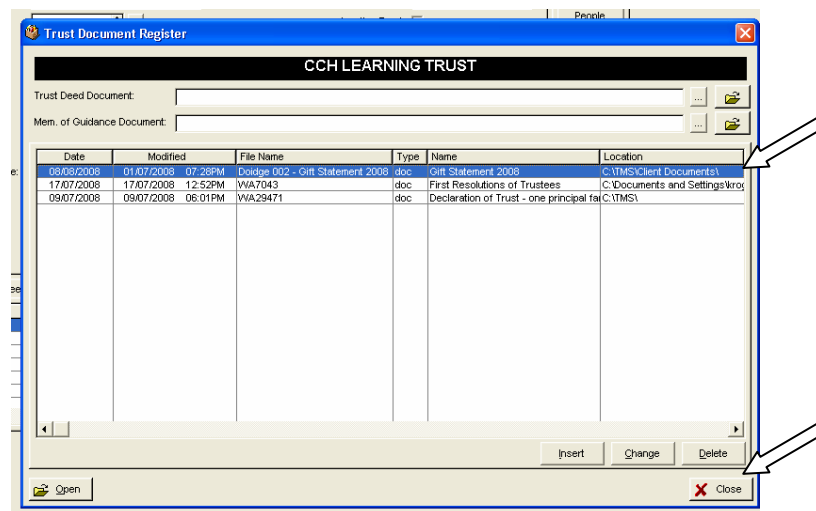 People
Trust Document Register
CCH LEARNING TRUST
Trust Deed Document:
...
Mem. of Guidance Document:
...
Date Modified File Name Type Name Location
08/08/2008 01/07/2008 07:28PM Doidge 002 - Gift Statement 2008 doc Gift Statement 2008 C:\TMS\Client Documents\
17/07/2008 17/07/2008 12:52PM WA7043 doc First Resolutions of Trustees C:\Documents and Settings\krog
09/07/2008 09/07/2008 06:01PM WA29471 doc Declaration of Trust - one principal fa C:\TMS\
Insert Change Delete
Open Close